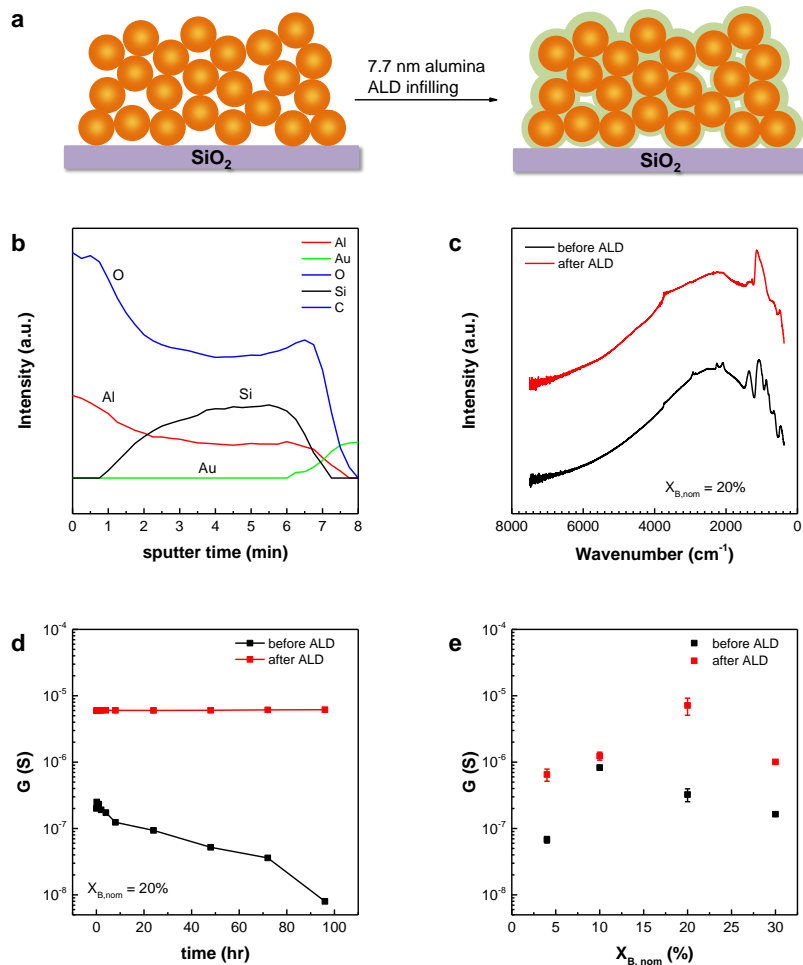 a
7.7 nm alumina
ALD infilling
SiO₂
SiO₂
b
Intensity (a.u.)
Al
Au
O
Si
C
O
Al
Si
Au
0 1 2 3 4 5 6 7 8
sputter time (min)
c
Intensity (a.u.)
before ALD
after ALD
X_B,nom = 20%
8000 6000 4000 2000 0
Wavenumber (cm⁻¹)
d
G (S)
10⁻⁴
10⁻⁵
10⁻⁶
10⁻⁷
10⁻⁸
before ALD
after ALD
X_B,nom = 20%
0 20 40 60 80 100
time (hr)
e
G (S)
10⁻⁴
10⁻⁵
10⁻⁶
10⁻⁷
10⁻⁸
before ALD
after ALD
0 5 10 15 20 25 30
X_B, nom (%)